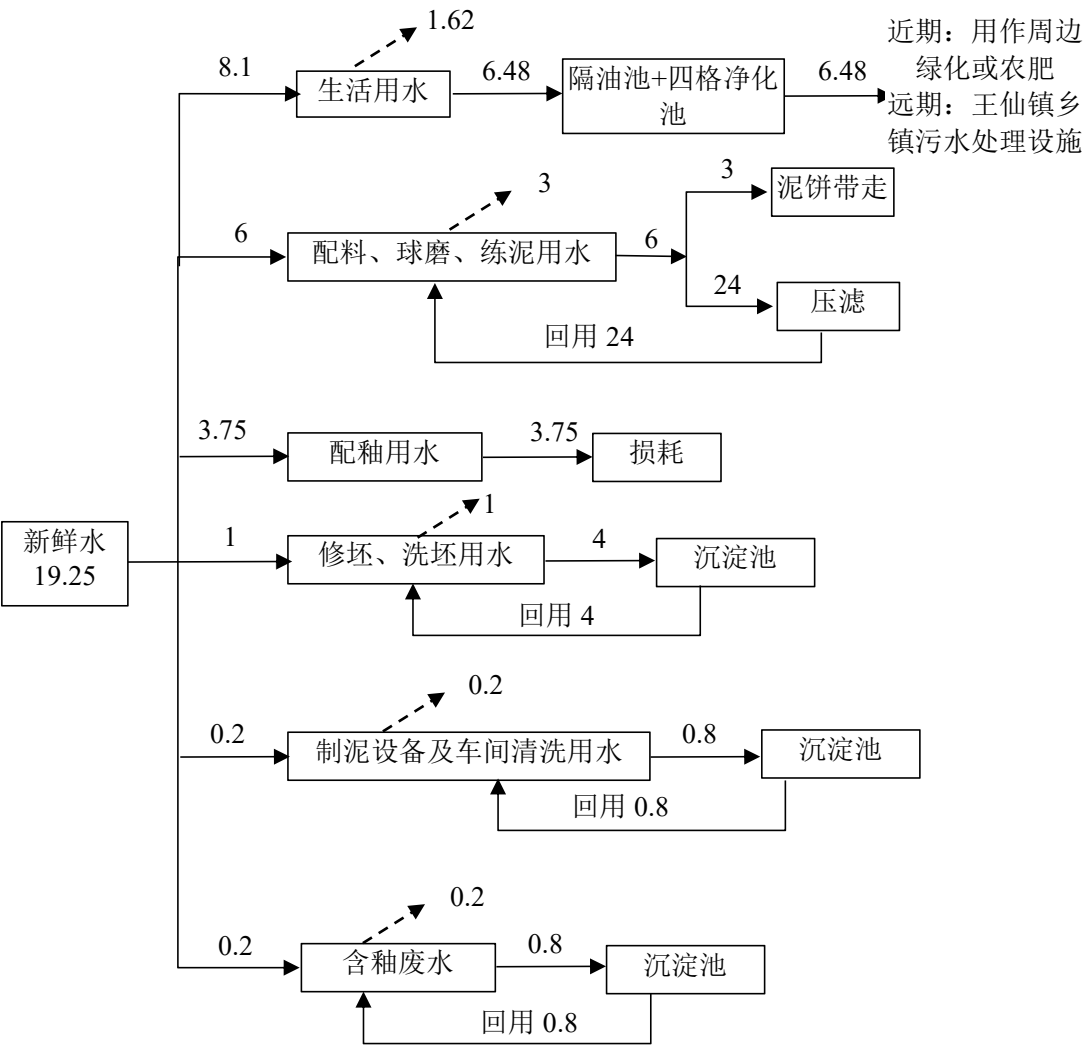 1.62
8.1
生活用水
6.48
隔油池+四格净化
池
6.48
近期：用作周边
绿化或农肥
远期：王仙镇乡
镇污水处理设施
3
6
配料、球磨、练泥用水
6
3
泥饼带走
24
压滤
回用 24
3.75
配釉用水
3.75
损耗
新鲜水
19.25
1
1
修坯、洗坯用水
4
沉淀池
回用 4
0.2
0.2
制泥设备及车间清洗用水
0.8
沉淀池
回用 0.8
0.2
0.2
含釉废水
0.8
沉淀池
回用 0.8